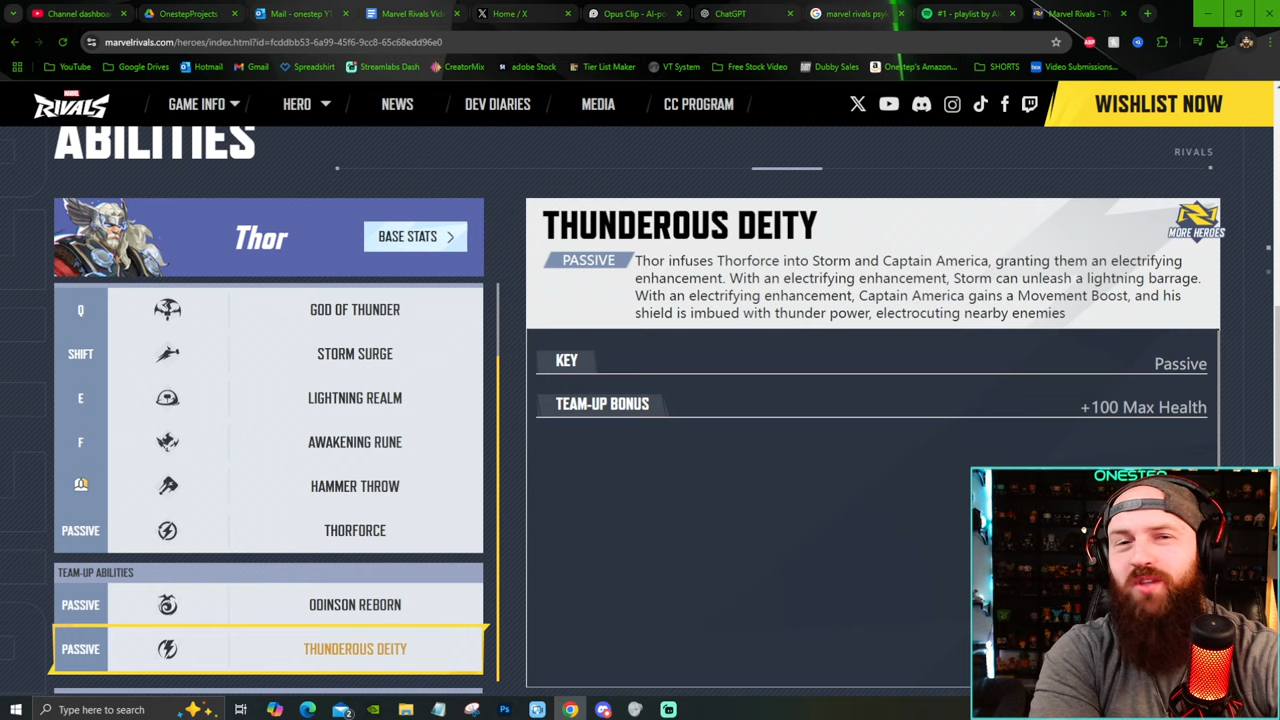 Channel dashboard
OnestepProjects
Mail - onestep YT
Marvel Rivals Vid
Home / X
Opus Clip - AI-po
ChatGPT
marvel rivals psyl
#1 - playlist by Al
Marvel Rivals - Th
marvelrivals.com/heroes/index.html?id=fcddbb53-6a99-45f6-9cc8-65c68edd96e0
YouTube
Google Drives
Hotmail
Gmail
Spreadshirt
Streamlabs Dash
CreatorMix
adobe Stock
Tier List Maker
VT System
Free Stock Video
Dubby Sales
Onestep's Amazon...
SHORTS
Video Submissions...
MARVEL
RIVALS
GAME INFO
HERO
NEWS
DEV DIARIES
MEDIA
CC PROGRAM
WISHLIST NOW
ABILITIES
RIVALS
Thor
BASE STATS
Q GOD OF THUNDER
SHIFT STORM SURGE
E LIGHTNING REALM
F AWAKENING RUNE
HAMMER THROW
PASSIVE THORFORCE
TEAM-UP ABILITIES
PASSIVE ODINSON REBORN
PASSIVE THUNDEROUS DEITY
THUNDEROUS DEITY
MORE HEROES
PASSIVE
Thor infuses Thorforce into Storm and Captain America, granting them an electrifying
enhancement. With an electrifying enhancement, Storm can unleash a lightning barrage.
With an electrifying enhancement, Captain America gains a Movement Boost, and his
shield is imbued with thunder power, electrocuting nearby enemies
KEY Passive
TEAM-UP BONUS +100 Max Health
ONESTEP
Type here to search